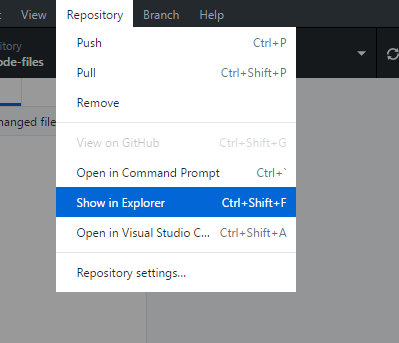 View Repository Branch Help
Push Ctrl+P
itory
ode-files
Pull Ctrl+Shift+P
Remove
hanged file
View on GitHub Ctrl+Shift+G
Open in Command Prompt Ctrl+`
Show in Explorer Ctrl+Shift+F
Open in Visual Studio C... Ctrl+Shift+A
Repository settings...